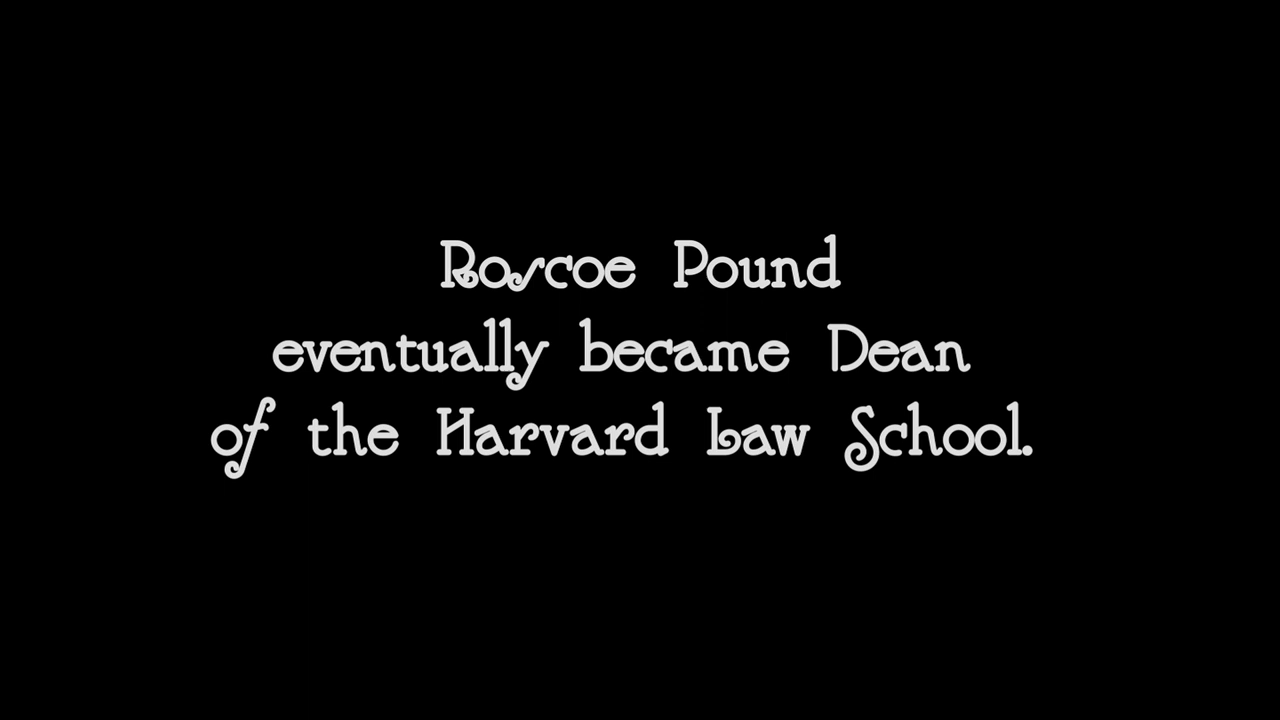 Roscoe Pound
eventually became Dean
of the Harvard Law School.